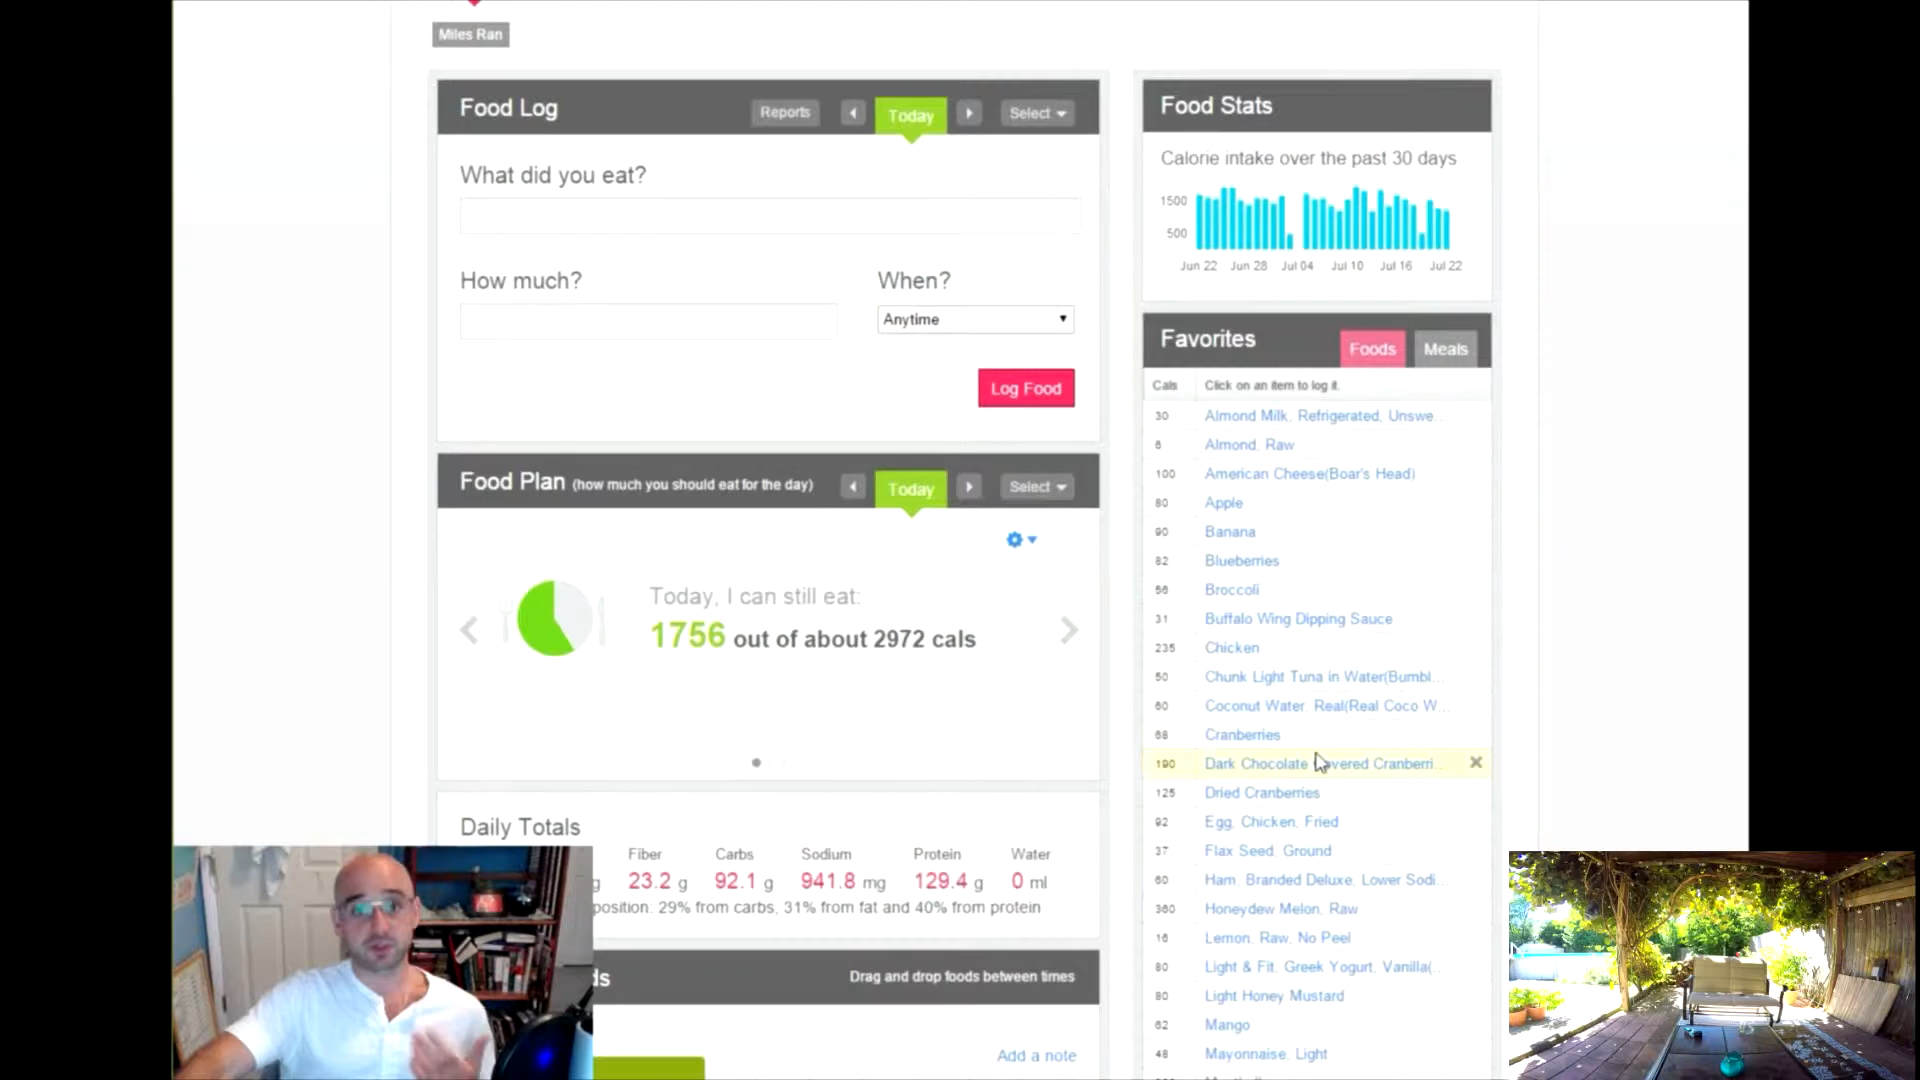 Miles Ran
Food Log
Reports
Today
Select
What did you eat?
How much?
When?
Anytime
Log Food
Food Plan (how much you should eat for the day)
Today
Select
Today, I can still eat:
1756 out of about 2972 cals
Daily Totals
Fiber Carbs Sodium Protein Water
g 23.2 g 92.1 g 941.8 mg 129.4 g 0 ml
position: 29% from carbs, 31% from fat and 40% from protein
ds
Drag and drop foods between times
Add a note
Food Stats
Calorie intake over the past 30 days
1500
500
Jun 22 Jun 28 Jul 04 Jul 10 Jul 16 Jul 22
Favorites
Foods
Meals
Cals Click on an item to log it.
30 Almond Milk, Refrigerated, Unswe...
6 Almond, Raw
100 American Cheese(Boar's Head)
80 Apple
90 Banana
82 Blueberries
56 Broccoli
31 Buffalo Wing Dipping Sauce
235 Chicken
50 Chunk Light Tuna in Water(Bumbl...
60 Coconut Water, Real(Real Coco W...
68 Cranberries
190 Dark Chocolate overed Cranberri...
125 Dried Cranberries
92 Egg, Chicken, Fried
37 Flax Seed, Ground
60 Ham, Branded Deluxe, Lower Sodi...
360 Honeydew Melon, Raw
16 Lemon, Raw, No Peel
80 Light & Fit, Greek Yogurt, Vanilla(...
80 Light Honey Mustard
62 Mango
48 Mayonnaise, Light